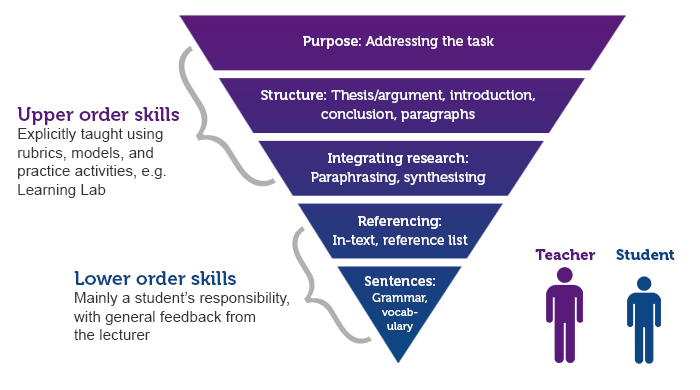 Purpose: Addressing the task
Structure: Thesis/argument, introduction,
conclusion, paragraphs
Integrating research:
Paraphrasing, synthesising
Referencing:
In-text, reference list
Sentences:
Grammar,
vocab-
ulary
Upper order skills
Explicitly taught using
rubrics, models, and
practice activities, e.g.
Learning Lab
Lower order skills
Mainly a student’s responsibility,
with general feedback from
the lecturer
Teacher
Student